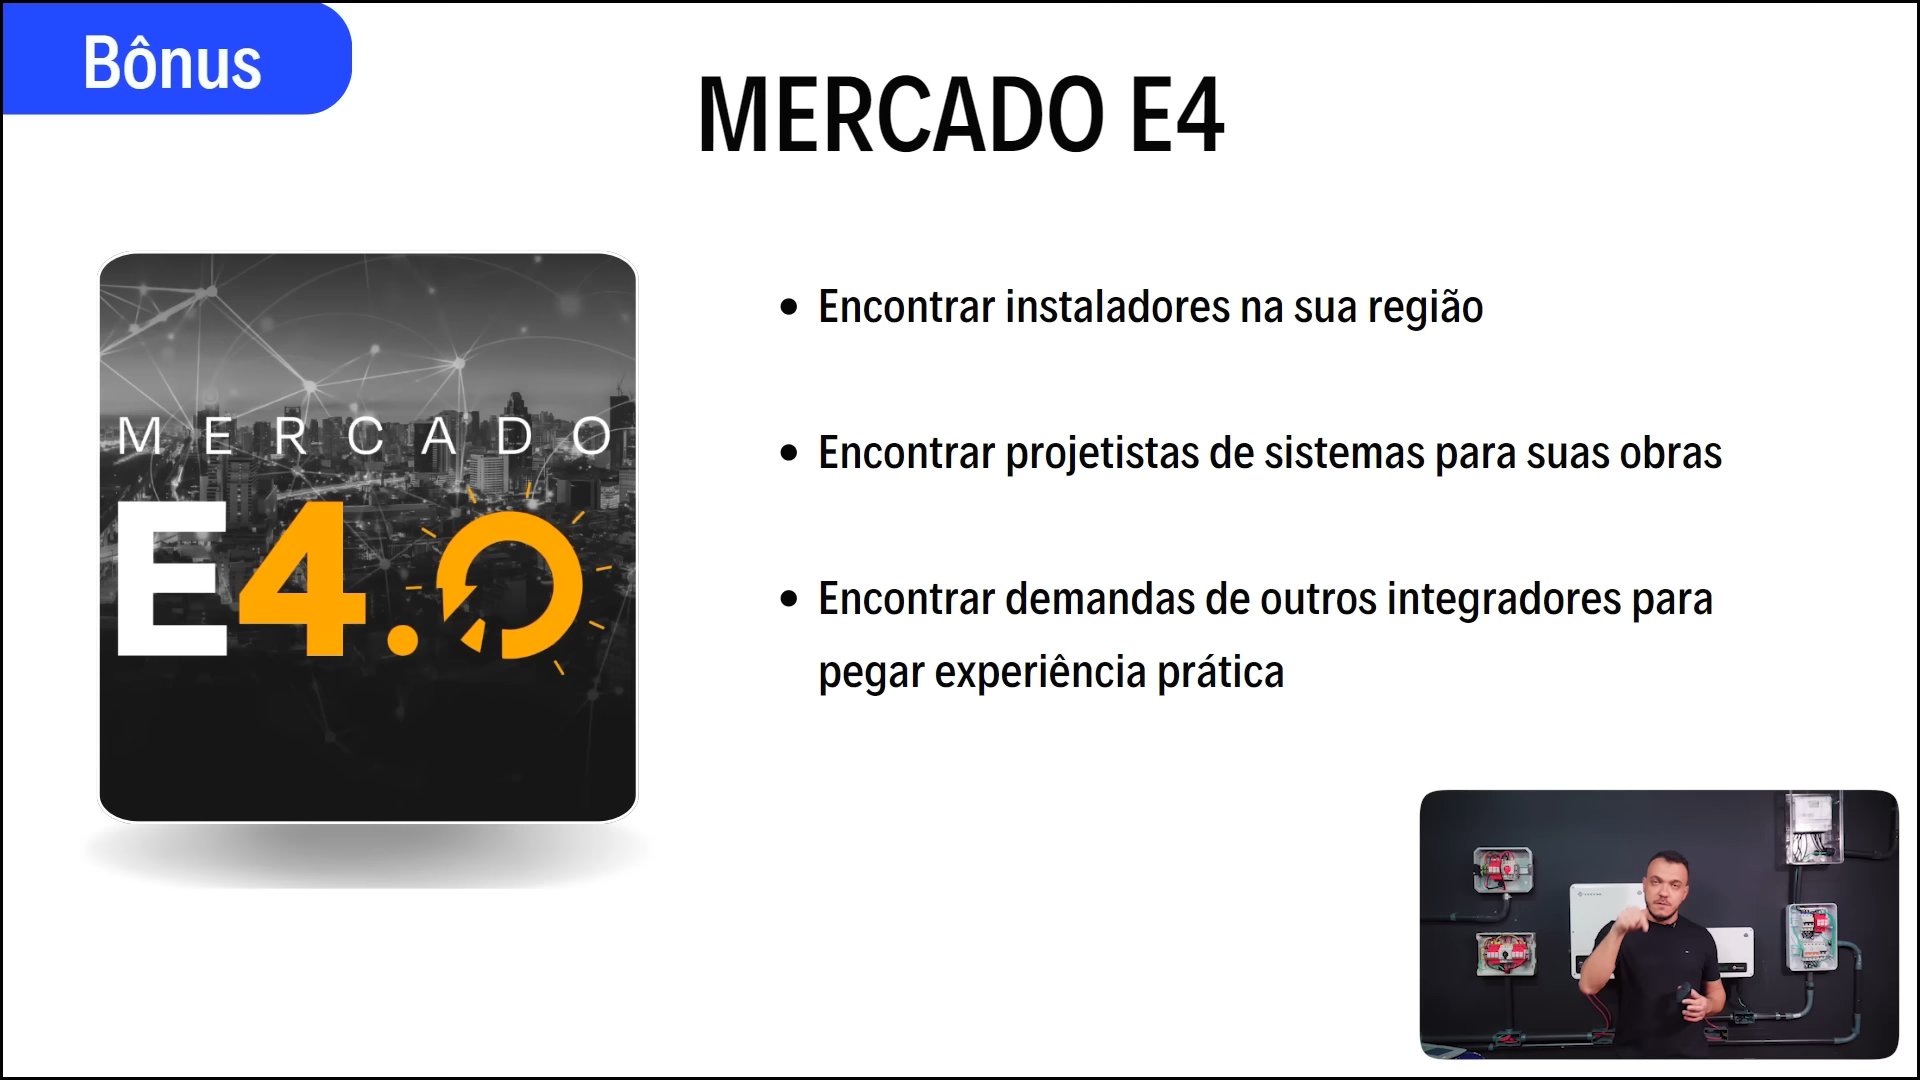 Bônus
MERCADO E4
MERCADO
E4.0
• Encontrar instaladores na sua região
• Encontrar projetistas de sistemas para suas obras
• Encontrar demandas de outros integradores para
pegar experiência prática